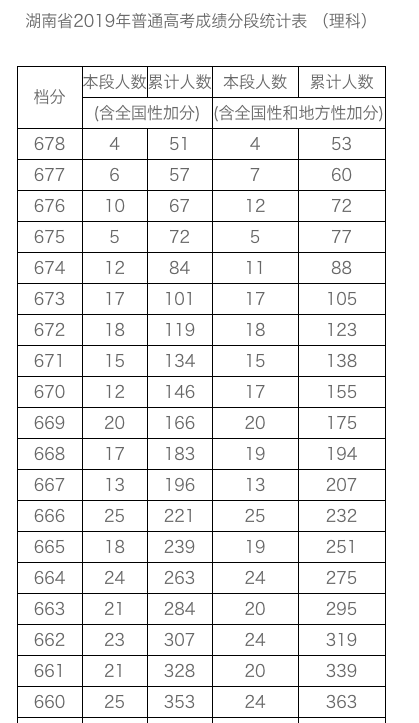 湖南省2019年普通高考成绩分段统计表 （理科）
档分 本段人数 累计人数 本段人数 累计人数
(含全国性加分) (含全国性和地方性加分)
678 4 51 4 53
677 6 57 7 60
676 10 67 12 72
675 5 72 5 77
674 12 84 11 88
673 17 101 17 105
672 18 119 18 123
671 15 134 15 138
670 12 146 17 155
669 20 166 20 175
668 17 183 19 194
667 13 196 13 207
666 25 221 25 232
665 18 239 19 251
664 24 263 24 275
663 21 284 20 295
662 23 307 24 319
661 21 328 20 339
660 25 353 24 363